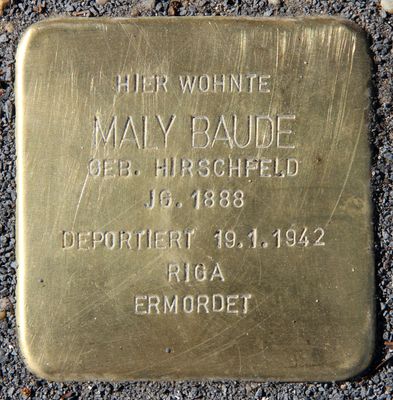 HIER WOHNTE
MALY BAUDE
GEB. HIRSCHFELD
JG. 1888
DEPORTIERT 19.1.1942
RIGA
ERMORDET